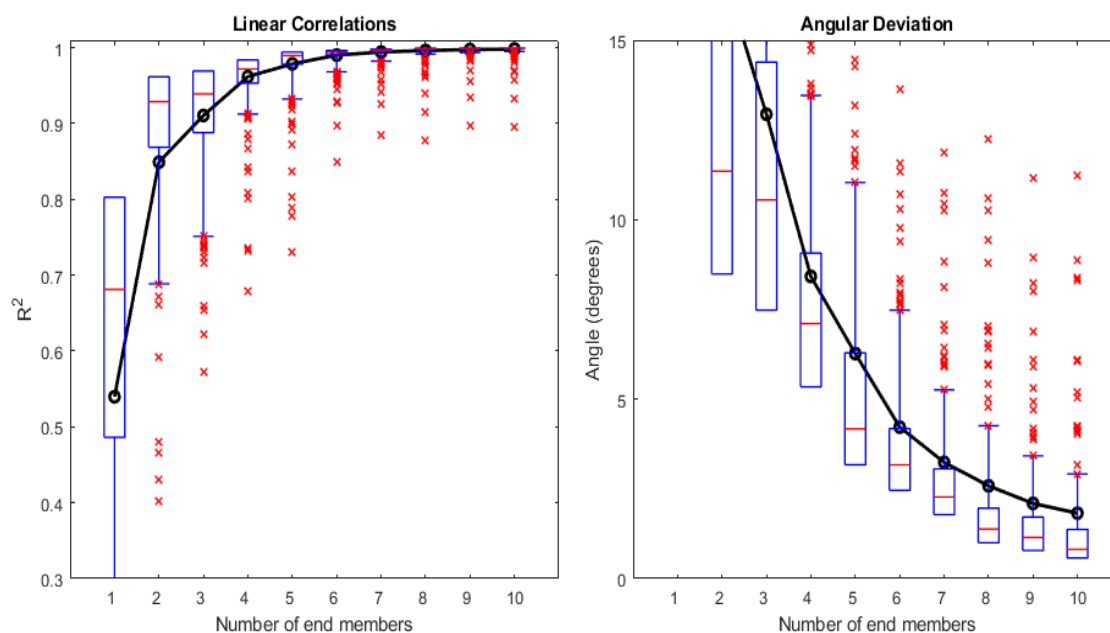 Linear Correlations
1
0.9
0.8
0.7
0.6
0.5
0.4
0.3
R²
1 2 3 4 5 6 7 8 9 10
Number of end members
Angular Deviation
15
10
5
0
Angle (degrees)
1 2 3 4 5 6 7 8 9 10
Number of end members